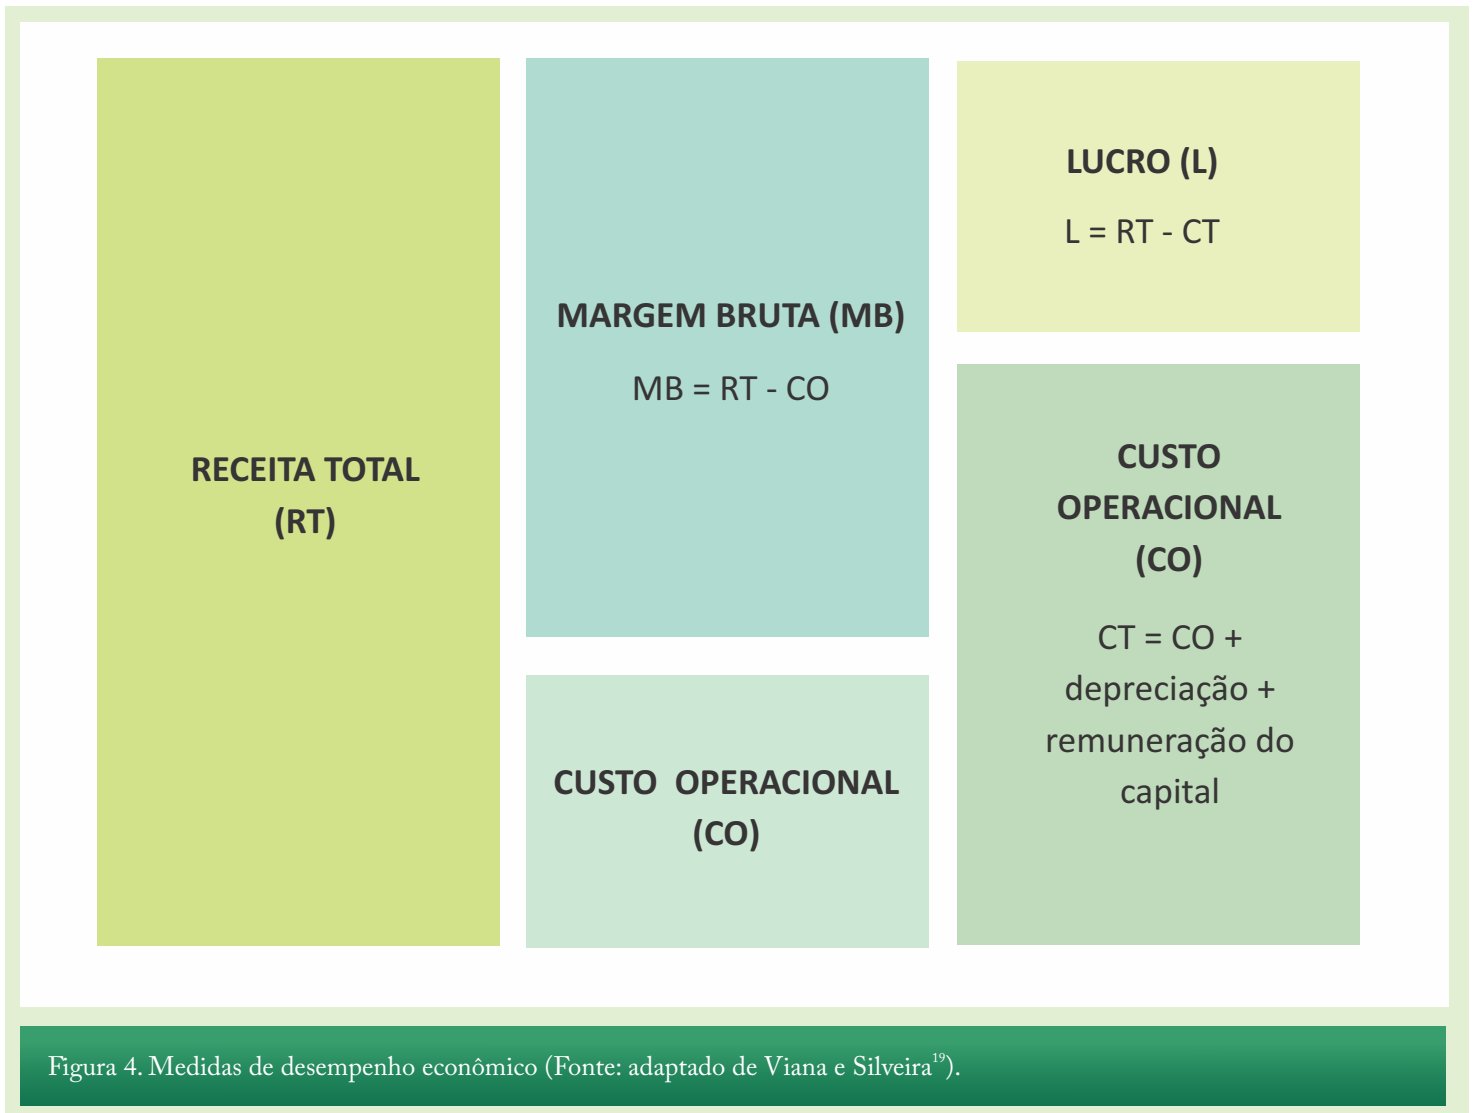 RECEITA TOTAL
(RT)
MARGEM BRUTA (MB)
MB = RT - CO
CUSTO OPERACIONAL
(CO)
LUCRO (L)
L = RT - CT
CUSTO
OPERACIONAL
(CO)
CT = CO +
depreciação +
remuneração do
capital
Figura 4. Medidas de desempenho econômico (Fonte: adaptado de Viana e Silveira¹⁹).